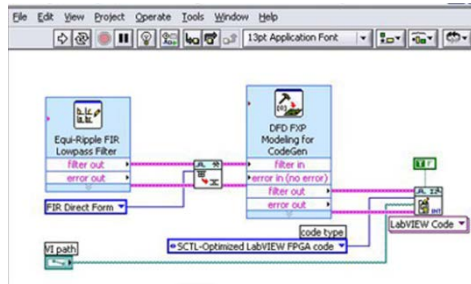 File Edit View Project Operate Tools Window Help
13pt Application Font
Equi-Ripple FIR
Lowpass Filter
filter out
error out
DFD FXP
Modeling for
CodeGen
filter in
error in (no error)
filter out
error out
FIR Direct Form
T F
INT
LabVIEW Code
code type
SCTL-Optimized LabVIEW FPGA code
VI path